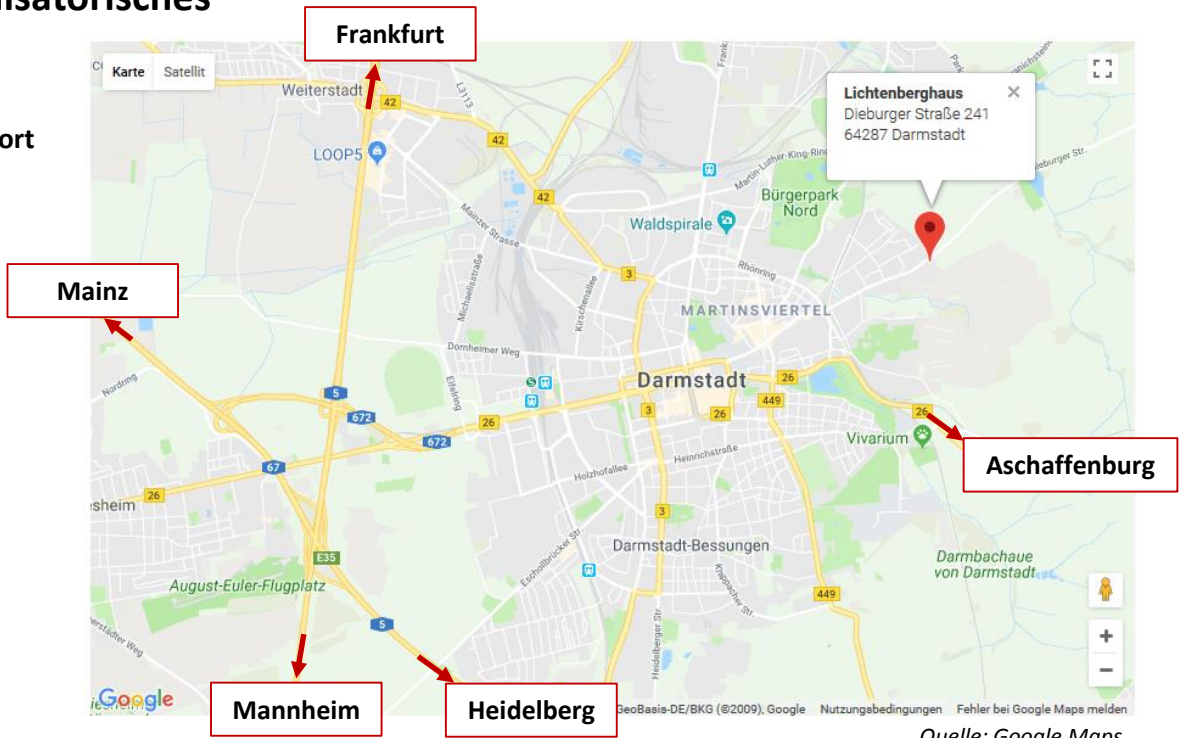 isatorisches
Frankfurt
ort
Karte Satellit
Weiterstadt
L3113
42
LOOP5
42
42
Mainzer Strasse
Lichtenberghaus
Dieburger Straße 241
64287 Darmstadt
Martin-Luther-King-Ring
Dieburger Str.
Bürgerpark
Nord
Waldspirale
Rhönring
Mainz
3
Michaelisstraße
Kirschenallee
MARTINSVIERTEL
Dornheimer Weg
Nordring
Eifelring
S
Darmstadt
26
5
672
672
26
3
26
449
26
Vivarium
Aschaffenburg
67
26
esheim
Heinrichstraße
Holzhofallee
3
E35
Eschollbrücker Str.
Darmstadt-Bessungen
Darmbachaue
von Darmstadt
August-Euler-Flugplatz
Knappacher Str.
449
5
Heidelberger Str.
Google
Mannheim
Heidelberg
GeoBasis-DE/BKG (©2009), Google Nutzungsbedingungen Fehler bei Google Maps melden
Quelle: Google Maps